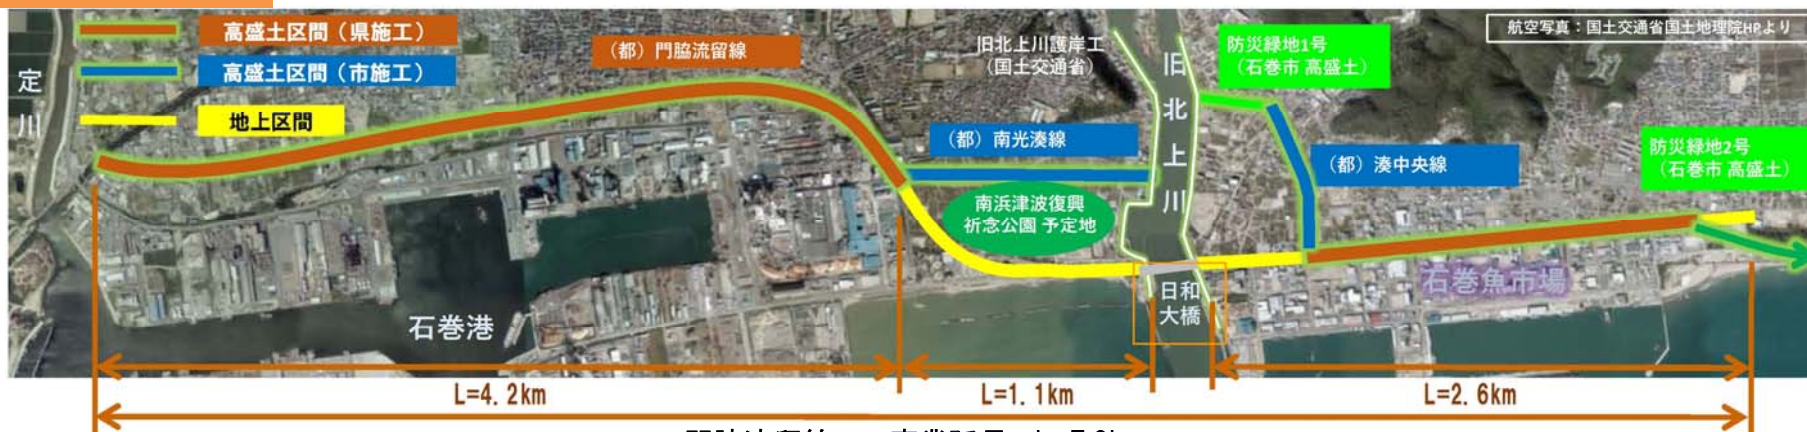 高盛土区間（県施工）
高盛土区間（市施工）
地上区間
定川
（都）門脇流留線
旧北上川護岸工
（国土交通省）
旧北上川
防災緑地1号
（石巻市 高盛土）
航空写真：国土交通省国土地理院HPより
（都）南光湊線
（都）湊中央線
防災緑地2号
（石巻市 高盛土）
南浜津波復興
祈念公園 予定地
石巻港
日和
大橋
石巻魚市場
L=4.2km
L=1.1km
L=2.6km